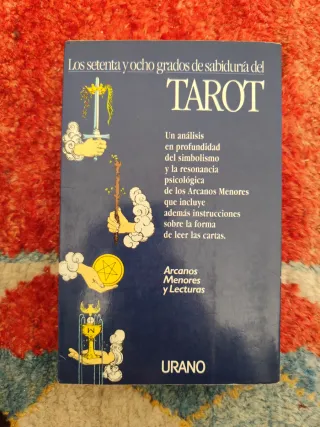 Los setenta y ocho grados de sabiduría del
TAROT
Un análisis
en profundidad
del simbolismo
y la resonancia
psicológica
de los Arcanos Menores
que incluye
además instrucciones
sobre la forma
de leer las cartas.
Arcanos
Menores
y Lecturas
URANO